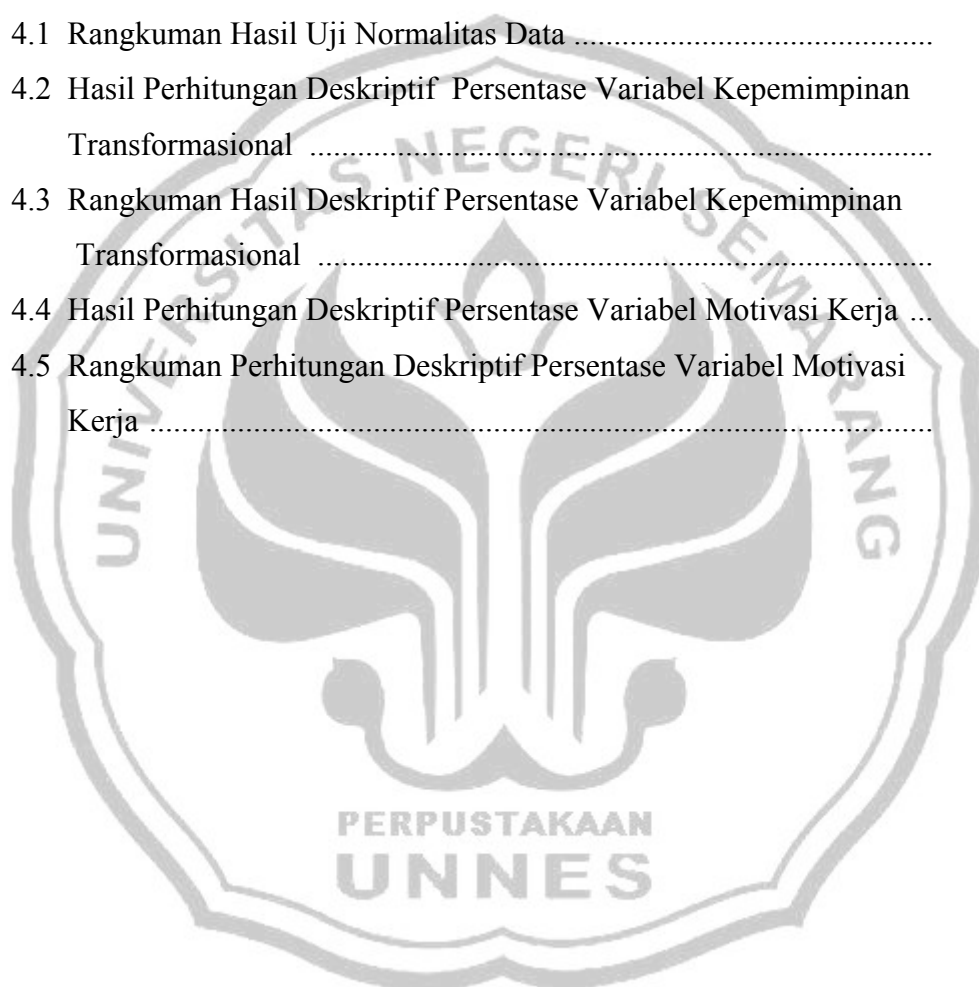 4.1 Rangkuman Hasil Uji Normalitas Data ..............................................
4.2 Hasil Perhitungan Deskriptif Persentase Variabel Kepemimpinan
Transformasional ................................................................................
4.3 Rangkuman Hasil Deskriptif Persentase Variabel Kepemimpinan
Transformasional ...............................................................................
4.4 Hasil Perhitungan Deskriptif Persentase Variabel Motivasi Kerja ...
4.5 Rangkuman Perhitungan Deskriptif Persentase Variabel Motivasi
Kerja ....................................................................................................
UNIVERSITAS NEGERI SEMARANG
PERPUSTAKAAN
UNNES